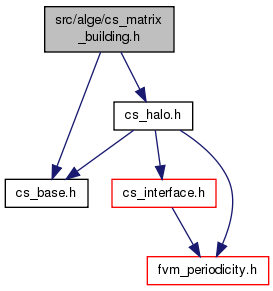 src/alge/cs_matrix
_building.h
cs_halo.h
cs_base.h
cs_interface.h
fvm_periodicity.h